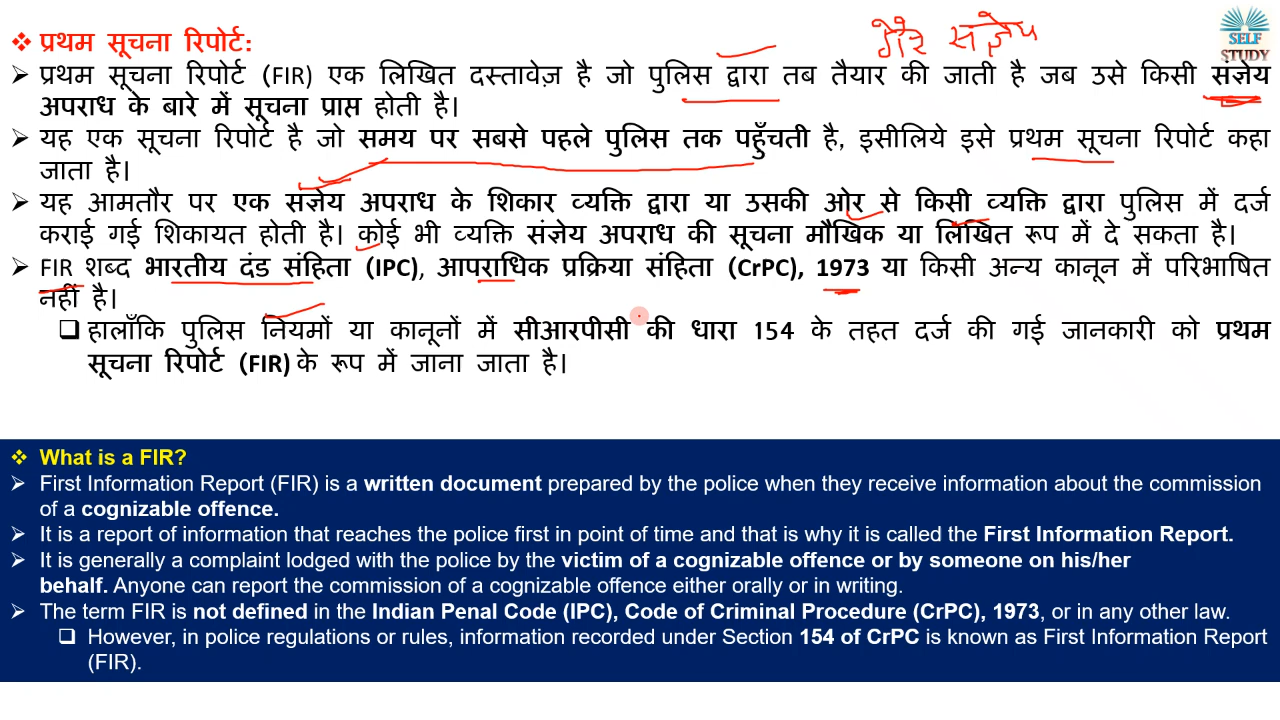 गैर संज्ञेय
SELF
STUDY
❖ प्रथम सूचना रिपोर्ट:
➢ प्रथम सूचना रिपोर्ट (FIR) एक लिखित दस्तावेज़ है जो पुलिस द्वारा तब तैयार की जाती है जब उसे किसी संज्ञेय
अपराध के बारे में सूचना प्राप्त होती है।
➢ यह एक सूचना रिपोर्ट है जो समय पर सबसे पहले पुलिस तक पहुँचती है, इसीलिये इसे प्रथम सूचना रिपोर्ट कहा
जाता है।
➢ यह आमतौर पर एक संज्ञेय अपराध के शिकार व्यक्ति द्वारा या उसकी ओर से किसी व्यक्ति द्वारा पुलिस में दर्ज
कराई गई शिकायत होती है। कोई भी व्यक्ति संज्ञेय अपराध की सूचना मौखिक या लिखित रूप में दे सकता है।
➢ FIR शब्द भारतीय दंड संहिता (IPC), आपराधिक प्रक्रिया संहिता (CrPC), 1973 या किसी अन्य कानून में परिभाषित
नहीं है।
❑ हालाँकि पुलिस नियमों या कानूनों में सीआरपीसी की धारा 154 के तहत दर्ज की गई जानकारी को प्रथम
सूचना रिपोर्ट (FIR) के रूप में जाना जाता है।
❖ What is a FIR?
➢ First Information Report (FIR) is a written document prepared by the police when they receive information about the commission
of a cognizable offence.
➢ It is a report of information that reaches the police first in point of time and that is why it is called the First Information Report.
➢ It is generally a complaint lodged with the police by the victim of a cognizable offence or by someone on his/her
behalf. Anyone can report the commission of a cognizable offence either orally or in writing.
➢ The term FIR is not defined in the Indian Penal Code (IPC), Code of Criminal Procedure (CrPC), 1973, or in any other law.
❑ However, in police regulations or rules, information recorded under Section 154 of CrPC is known as First Information Report
(FIR).